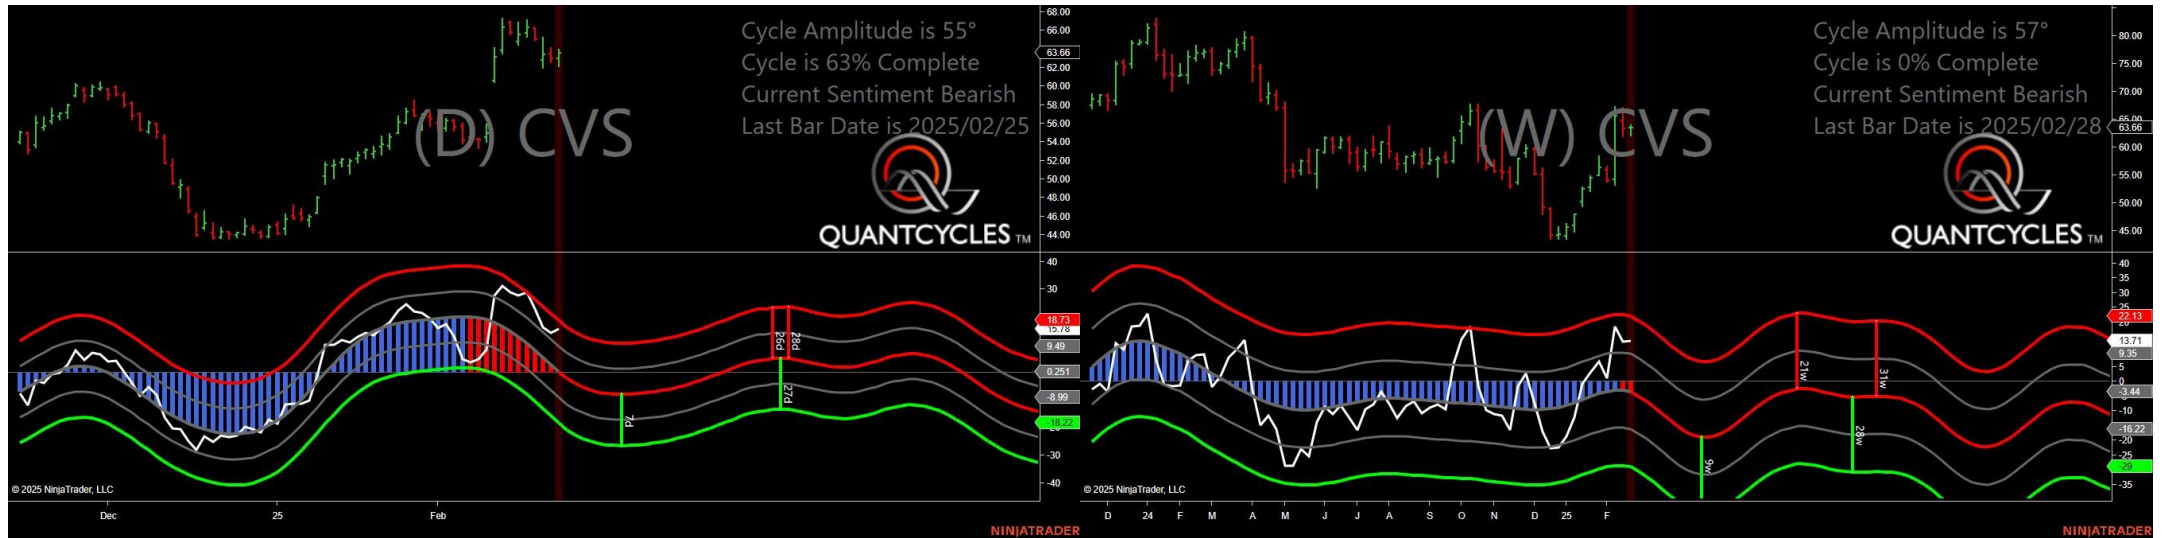 Cycle Amplitude is 55°
Cycle is 63% Complete
Current Sentiment Bearish
Last Bar Date is 2025/02/25
(D) CVS
QUANTCYCLES TM
68.00
66.00
63.66
62.00
60.00
58.00
56.00
54.00
52.00
50.00
48.00
46.00
44.00
40
30
18.73
15.78
9.49
0.251
-8.99
-18.22
-30
-40
7d
26d
28d
27d
© 2025 NinjaTrader, LLC
Dec
25
Feb
NINJATRADER
Cycle Amplitude is 57°
Cycle is 0% Complete
Current Sentiment Bearish
Last Bar Date is 2025/02/28
(W) CVS
QUANTCYCLES TM
80.00
75.00
70.00
65.00
63.66
60.00
55.00
50.00
45.00
40
35
30
25
22.13
20
13.71
9.35
5
0
-3.44
-10
-16.22
-20
-25
-29
-35
9w
21w
31w
28w
© 2025 NinjaTrader, LLC
D 24 F M A M J J A S O N D 25 F
NINJATRADER